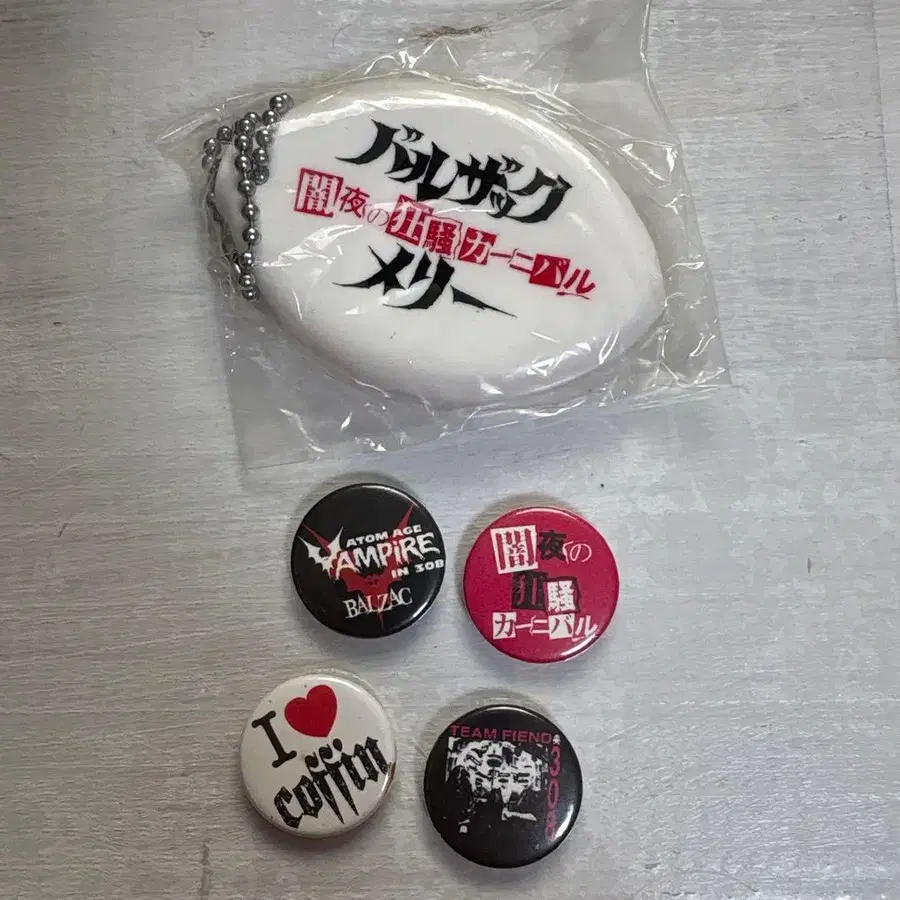 バルザック
闇夜の狂騒カーニバル
メリー
ATOM AGE
VAMPiRE
IN 308
BALZAC
闇夜の
狂騒
カーニバル
I ♥
coffin
TEAM FIEND
308